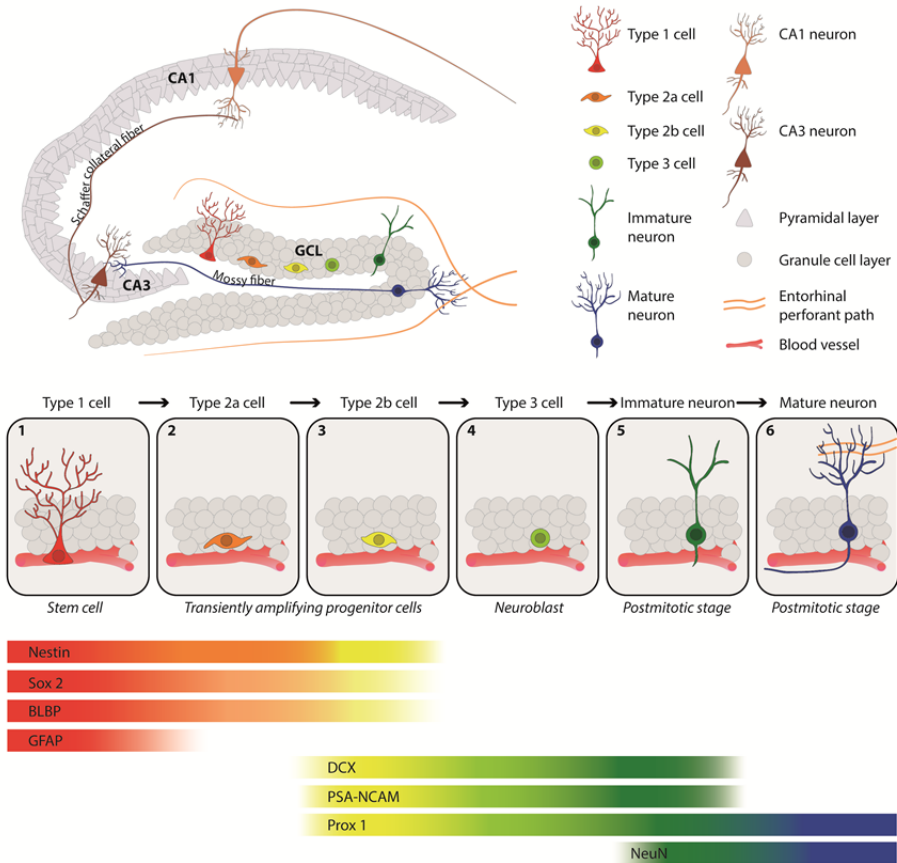 CA1
Schaffer collateral fiber
GCL
Mossy fiber
CA3
Type 1 cell
Type 2a cell
Type 2b cell
Type 3 cell
Immature
neuron
Mature
neuron
CA1 neuron
CA3 neuron
Pyramidal layer
Granule cell layer
Entorhinal
perforant path
Blood vessel
Type 1 cell → Type 2a cell → Type 2b cell → Type 3 cell → Immature neuron → Mature neuron
1 2 3 4 5 6
Stem cell Transiently amplifying progenitor cells Neuroblast Postmitotic stage Postmitotic stage
Nestin
Sox 2
BLBP
GFAP
DCX
PSA-NCAM
Prox 1
NeuN